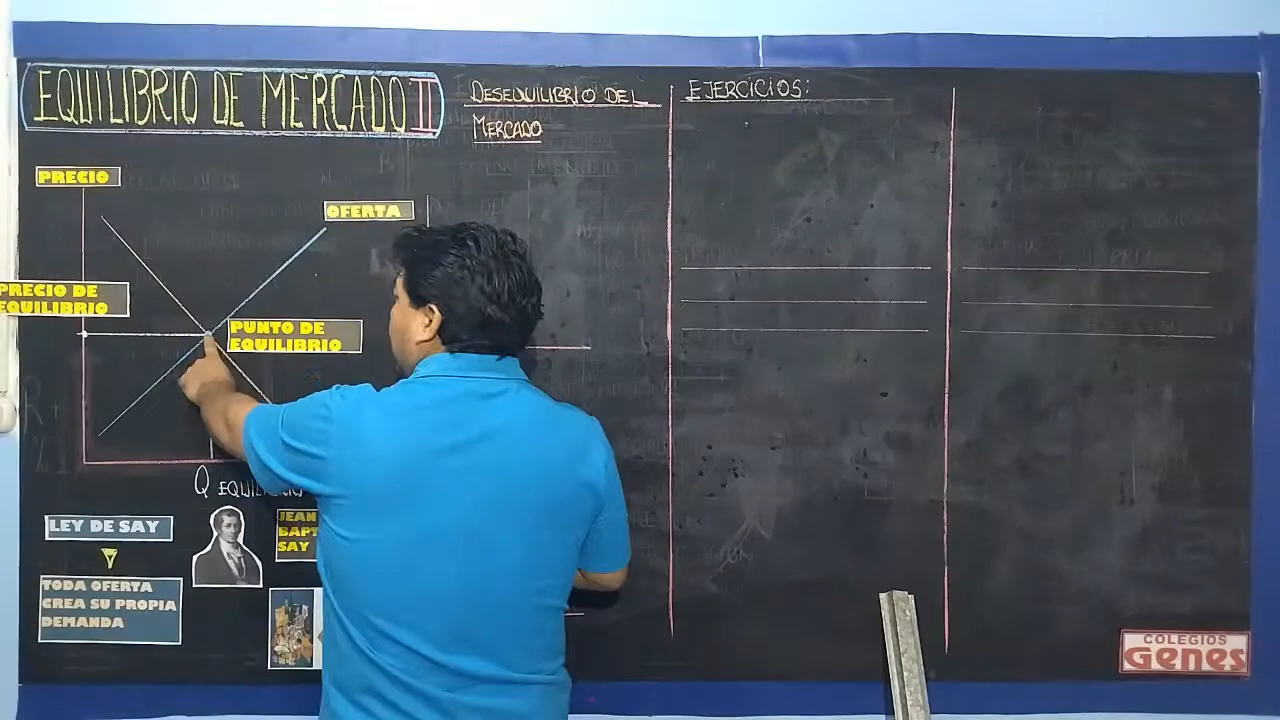 EQUILIBRIO DE MERCADO II
DESEQUILIBRIO DEL
MERCADO
EJERCICIOS:
PRECIO
OFERTA
PRECIO DE
EQUILIBRIO
PUNTO DE
EQUILIBRIO
Q
LEY DE SAY
JEAN
BAPT
SAY
TODA OFERTA
CREA SU PROPIA
DEMANDA
COLEGIOS
GENES